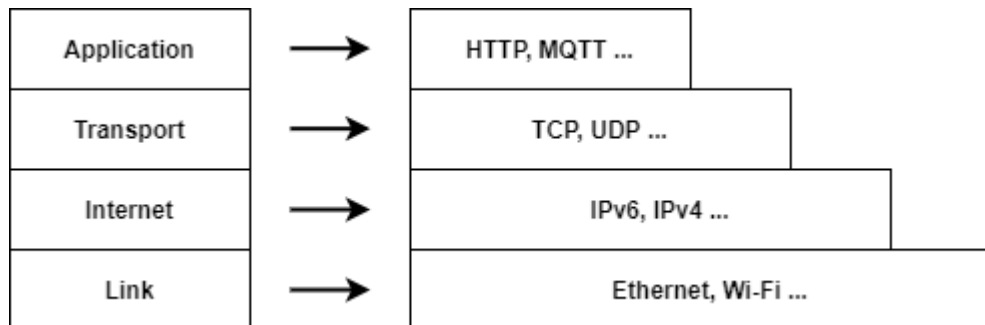 Application
HTTP, MQTT ...
Transport
TCP, UDP ...
Internet
IPv6, IPv4 ...
Link
Ethernet, Wi-Fi ...